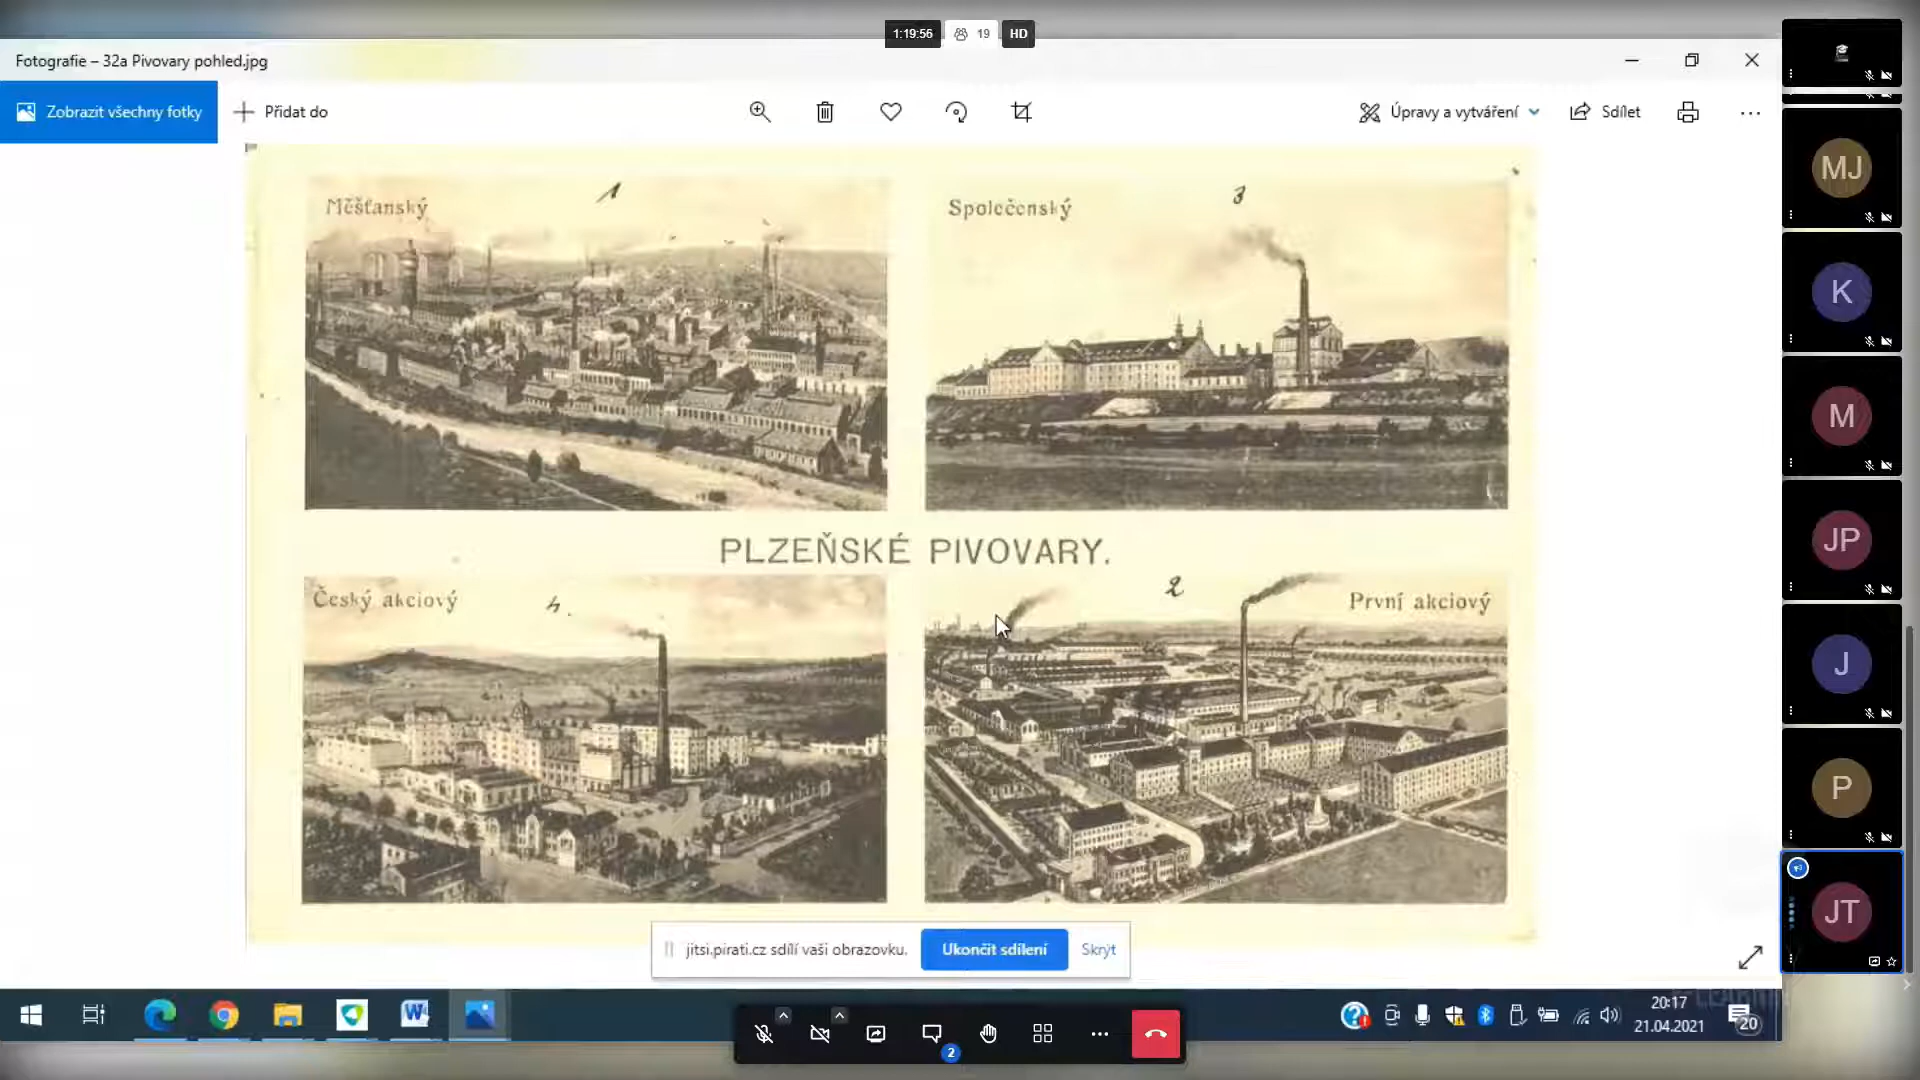 1:19:56
19
HD
Fotografie – 32a Pivovary pohled.jpg
Zobrazit všechny fotky
Přidat do
Úpravy a vytváření
Sdílet
Měšťanský
1
Společenský
3
PLZEŇSKÉ PIVOVARY.
Český akciový
4.
2
První akciový
jitsi.pirati.cz sdílí vaši obrazovku.
Ukončit sdílení
Skrýt
MJ
K
M
JP
J
P
JT
20:17
21.04.2021
20
2